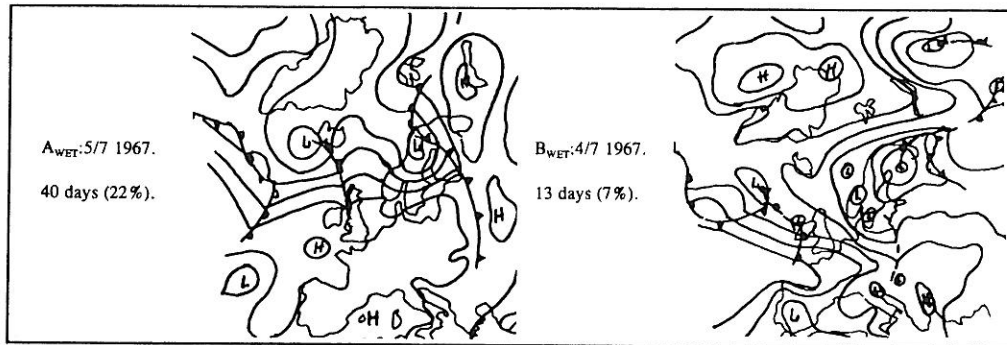 A_WET:5/7 1967.
40 days (22%).
L
L
H
H
H
L
H
B_WET:4/7 1967.
13 days (7%).
H
H
L
L